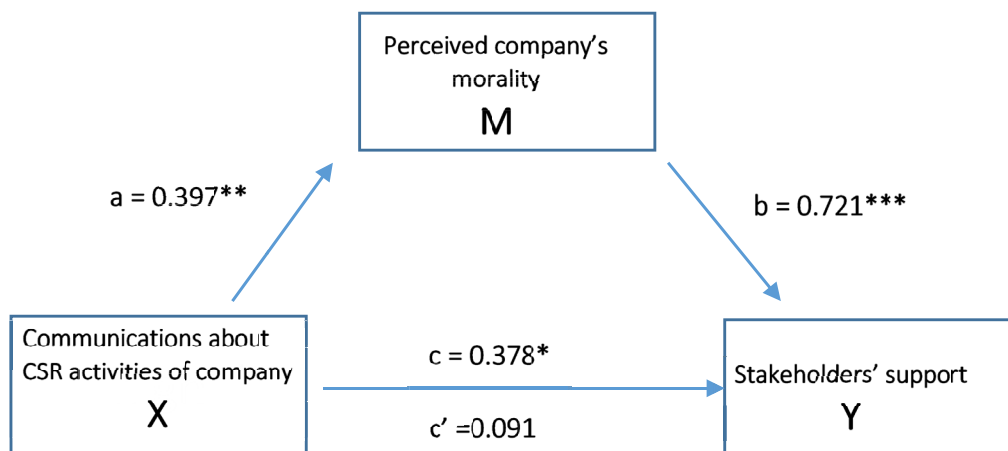 Perceived company’s
morality
M
a = 0.397**
b = 0.721***
Communications about
CSR activities of company
X
c = 0.378*
c’ =0.091
Stakeholders’ support
Y